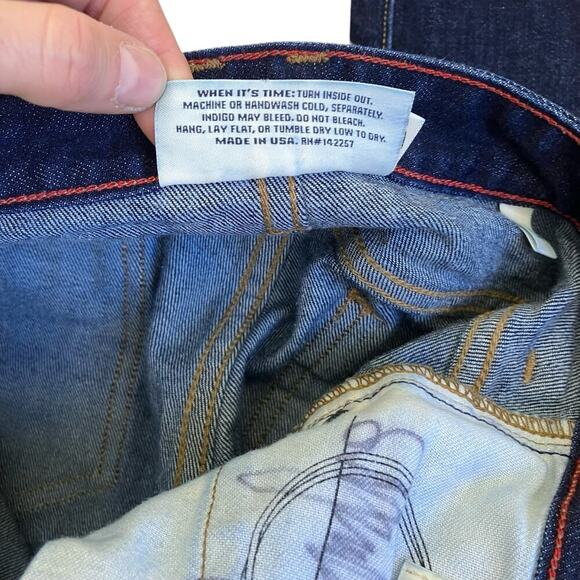 WHEN IT'S TIME: TURN INSIDE OUT.
MACHINE OR HANDWASH COLD, SEPARATELY.
INDIGO MAY BLEED. DO NOT BLEACH.
HANG, LAY FLAT, OR TUMBLE DRY LOW TO DRY.
MADE IN USA. RN#142257